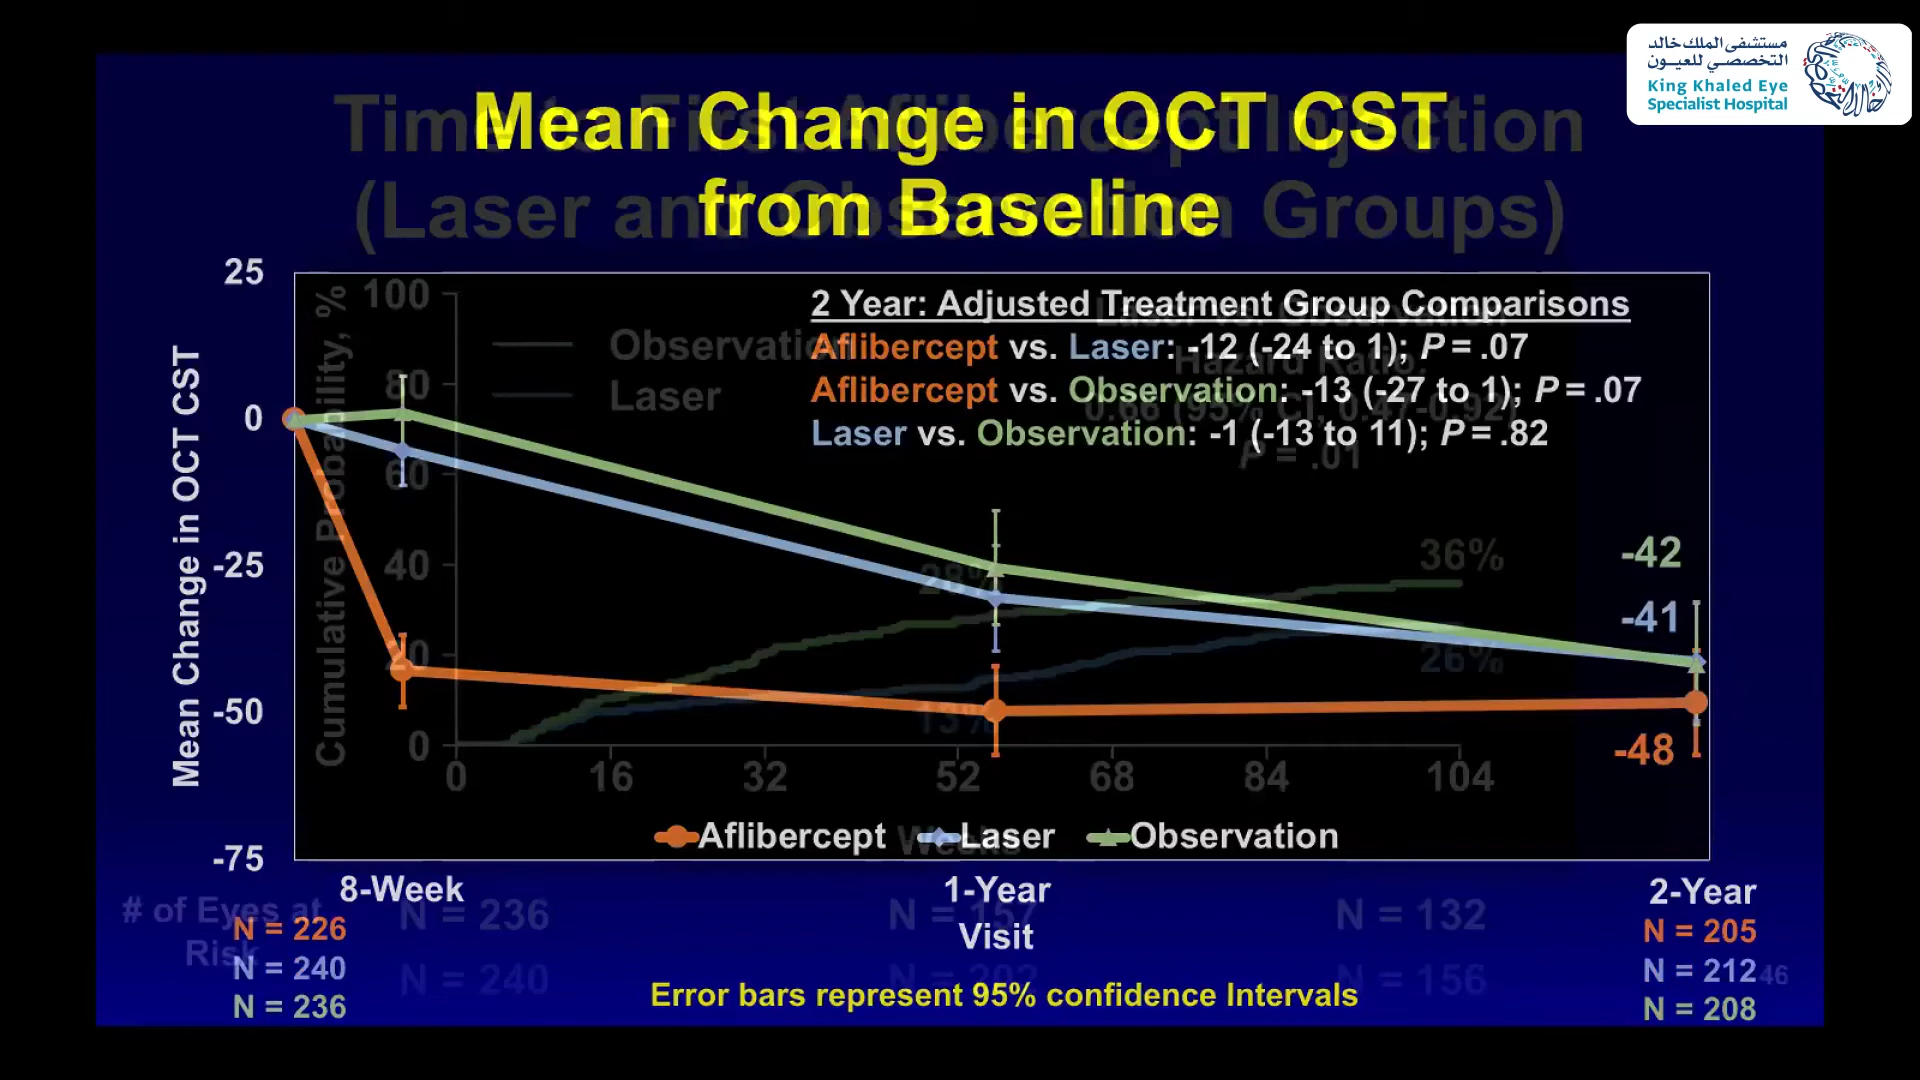 مستشفى الملك خالد
التخصصي للعيون
King Khaled Eye
Specialist Hospital
Mean Change in OCT CST
from Baseline
Time to First Aflibercept Injection
(Laser and Observation Groups)
25
0
-25
-50
-75
Mean Change in OCT CST
2 Year: Adjusted Treatment Group Comparisons
Aflibercept vs. Laser: -12 (-24 to 1); P = .07
Aflibercept vs. Observation: -13 (-27 to 1); P = .07
Laser vs. Observation: -1 (-13 to 11); P = .82
Laser vs. Observation
Hazard Ratio:
0.66 (95% CI, 0.47-0.92)
P = .01
Cumulative Probability, %
100
80
60
40
20
0
Observation
Laser
28%
13%
36%
26%
-42
-41
-48
0 16 32 52 68 84 104
Weeks
Aflibercept Laser Observation
8-Week 1-Year 2-Year
Visit
N = 226
N = 240
N = 236
N = 205
N = 212
N = 208
# of Eyes at
Risk
N = 236 N = 157 N = 132
N = 240 N = 202 N = 156
46
Error bars represent 95% confidence Intervals